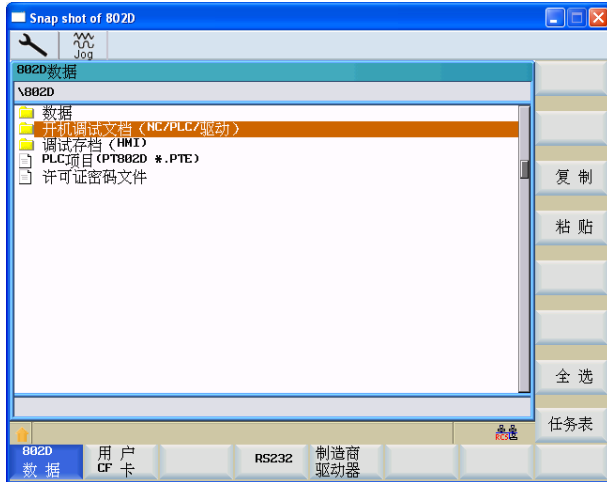 Snap shot of 802D
Jog
802D数据
\802D
数据
开机调试文档（NC/PLC/驱动）
调试存档（HMI）
PLC项目(PT802D *.PTE)
许可证密码文件
复 制
粘 贴
全 选
任务表
RCS
802D
数 据
用 户
CF 卡
RS232
制造商
驱动器